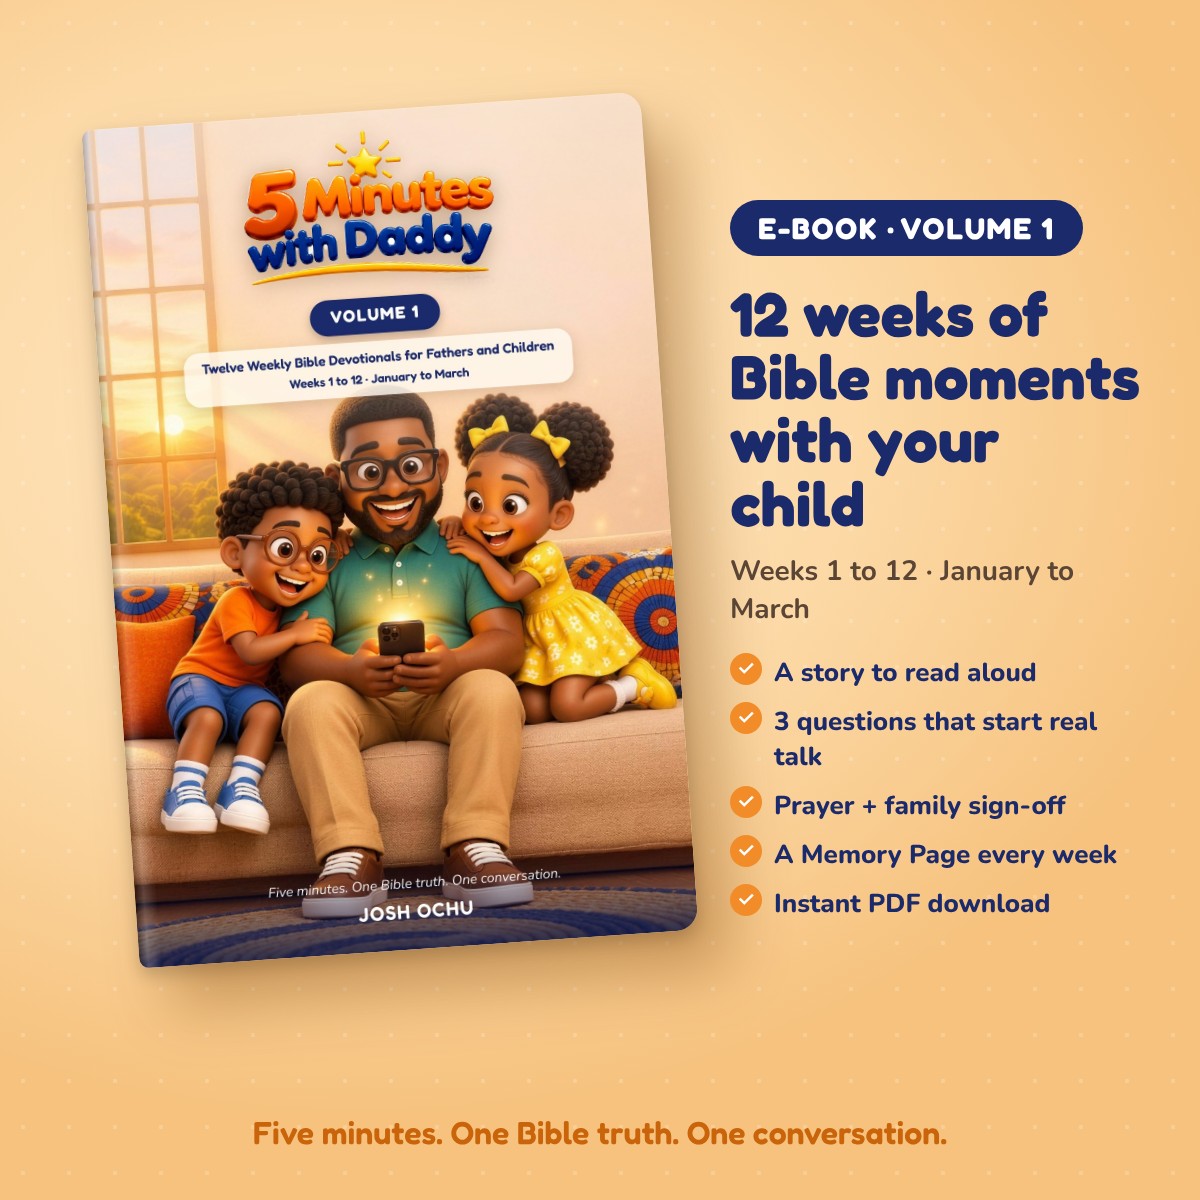 5 Minutes
with Daddy
VOLUME 1
Twelve Weekly Bible Devotionals for Fathers and Children
Weeks 1 to 12 · January to March
Five minutes. One Bible truth. One conversation.
JOSH OCHU
E-BOOK · VOLUME 1
12 weeks of
Bible moments
with your
child
Weeks 1 to 12 · January to
March
A story to read aloud
3 questions that start real
talk
Prayer + family sign-off
A Memory Page every week
Instant PDF download
Five minutes. One Bible truth. One conversation.